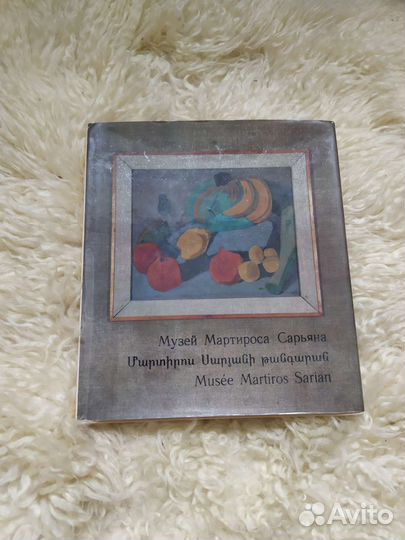 Музей Мартироса Сарьяна
Մարտիրոս Սարյանի թանգարան
Musée Martiros Sarian
Avito